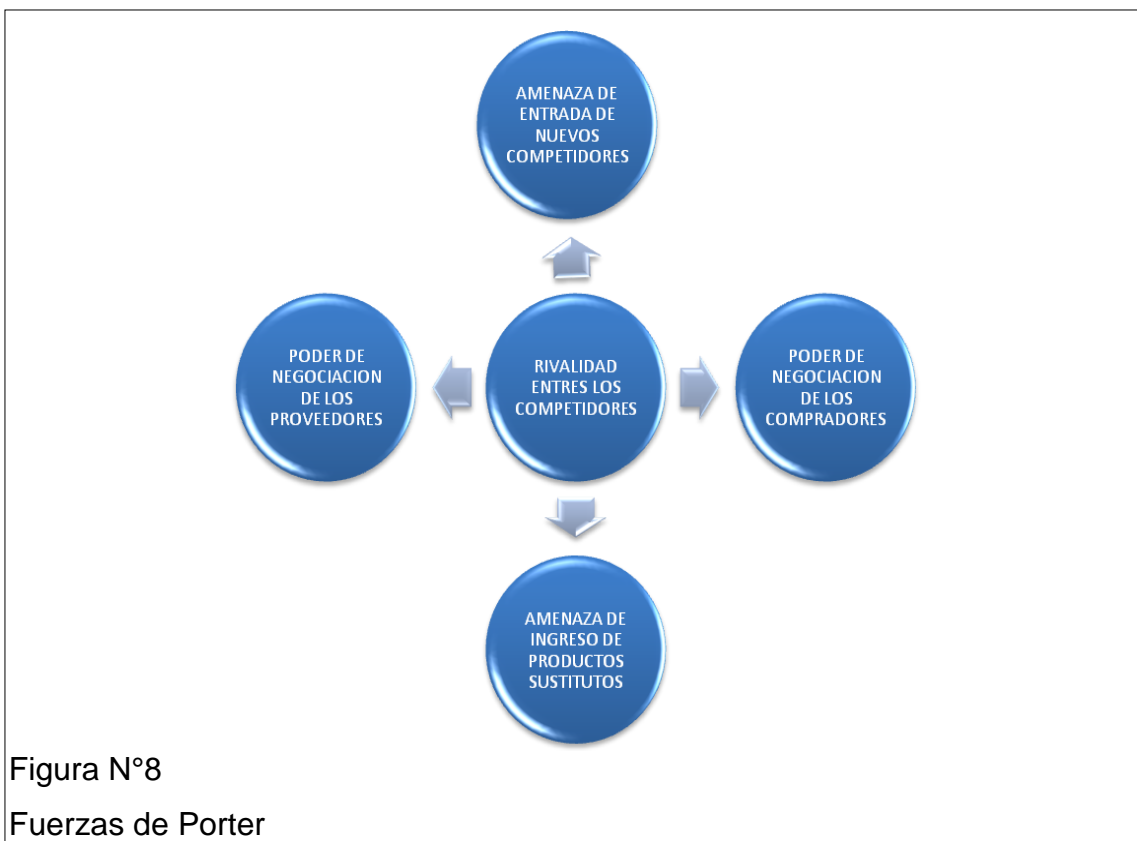 AMENAZA DE
ENTRADA DE
NUEVOS
COMPETIDORES
PODER DE
NEGOCIACION
DE LOS
PROVEEDORES
RIVALIDAD
ENTRES LOS
COMPETIDORES
PODER DE
NEGOCIACION
DE LOS
COMPRADORES
AMENAZA DE
INGRESO DE
PRODUCTOS
SUSTITUTOS
Figura N°8
Fuerzas de Porter